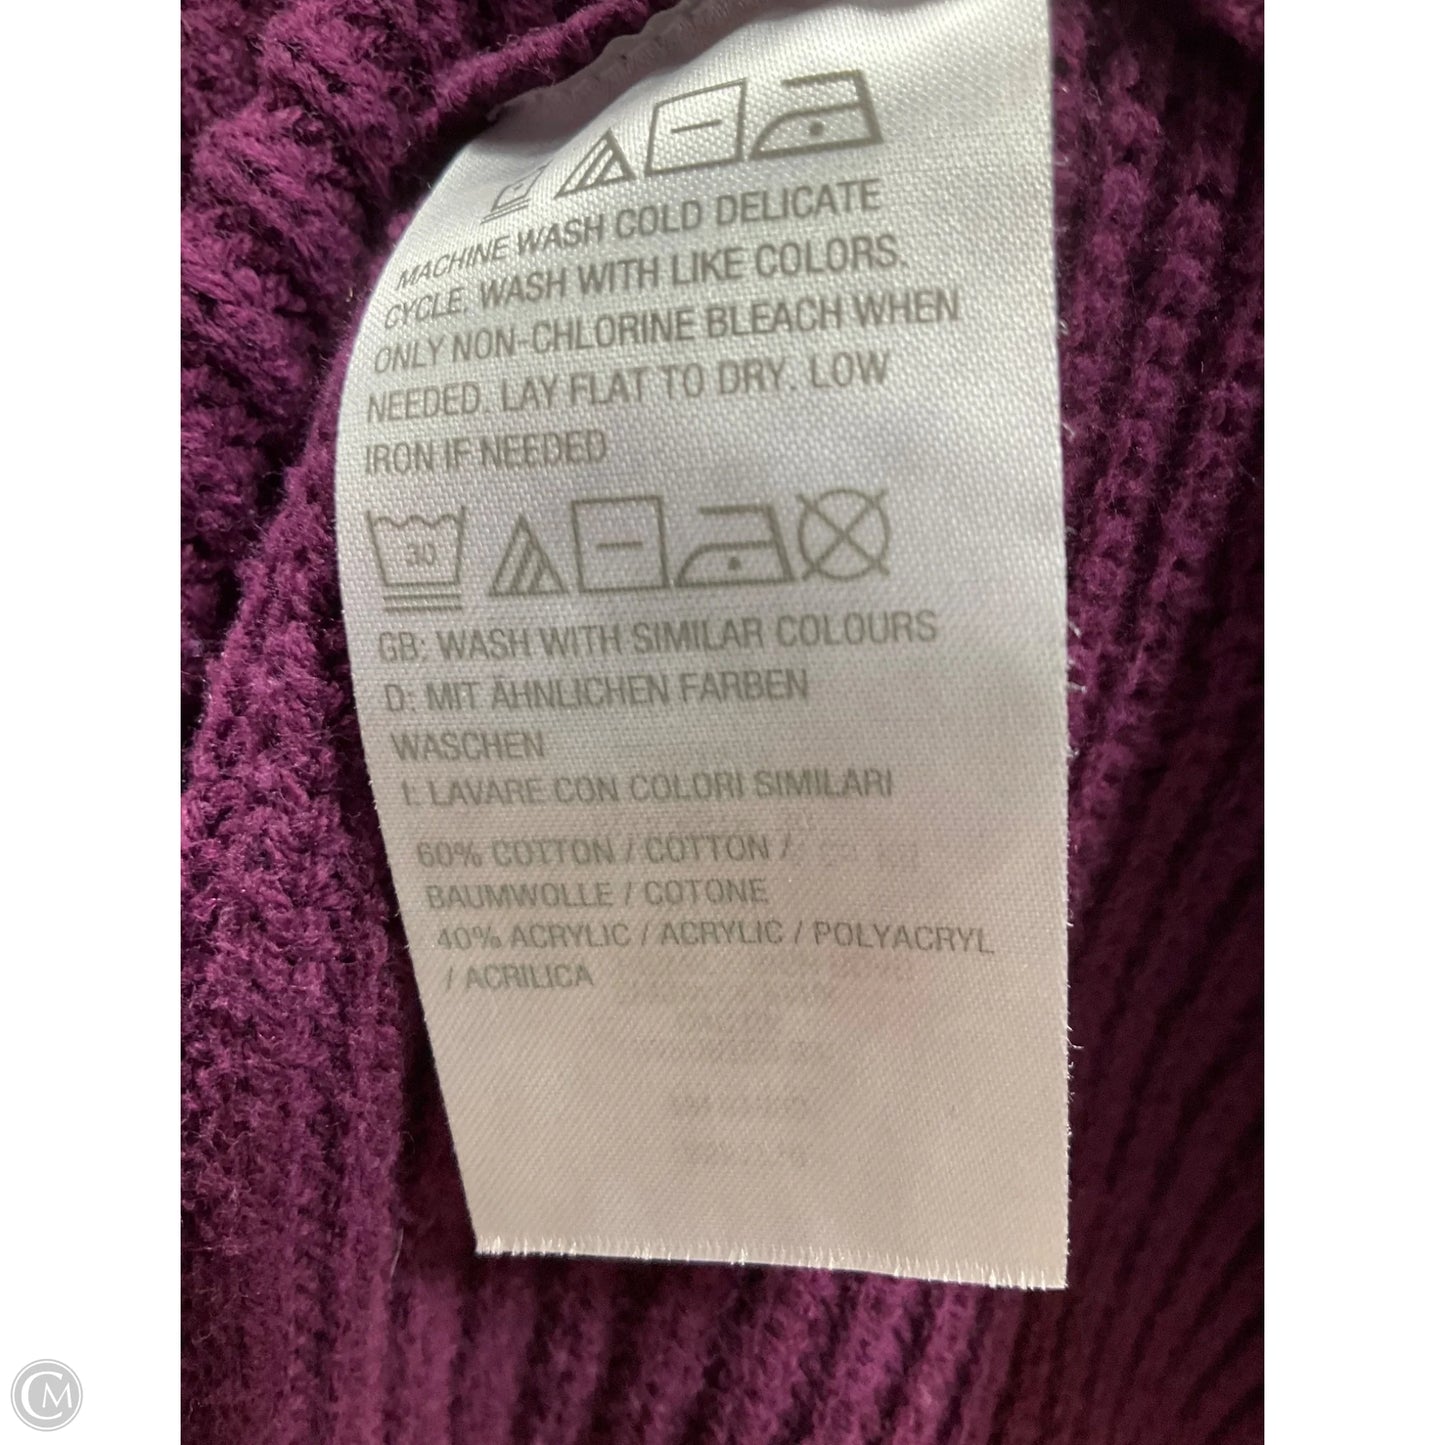 MACHINE WASH COLD DELICATE
CYCLE. WASH WITH LIKE COLORS.
ONLY NON-CHLORINE BLEACH WHEN
NEEDED. LAY FLAT TO DRY. LOW
IRON IF NEEDED
30
GB: WASH WITH SIMILAR COLOURS
D: MIT ÄHNLICHEN FARBEN
WASCHEN
I: LAVARE CON COLORI SIMILARI
60% COTTON / COTTON /
BAUMWOLLE / COTONE
40% ACRYLIC / ACRYLIC / POLYACRYL
/ ACRILICA
CM